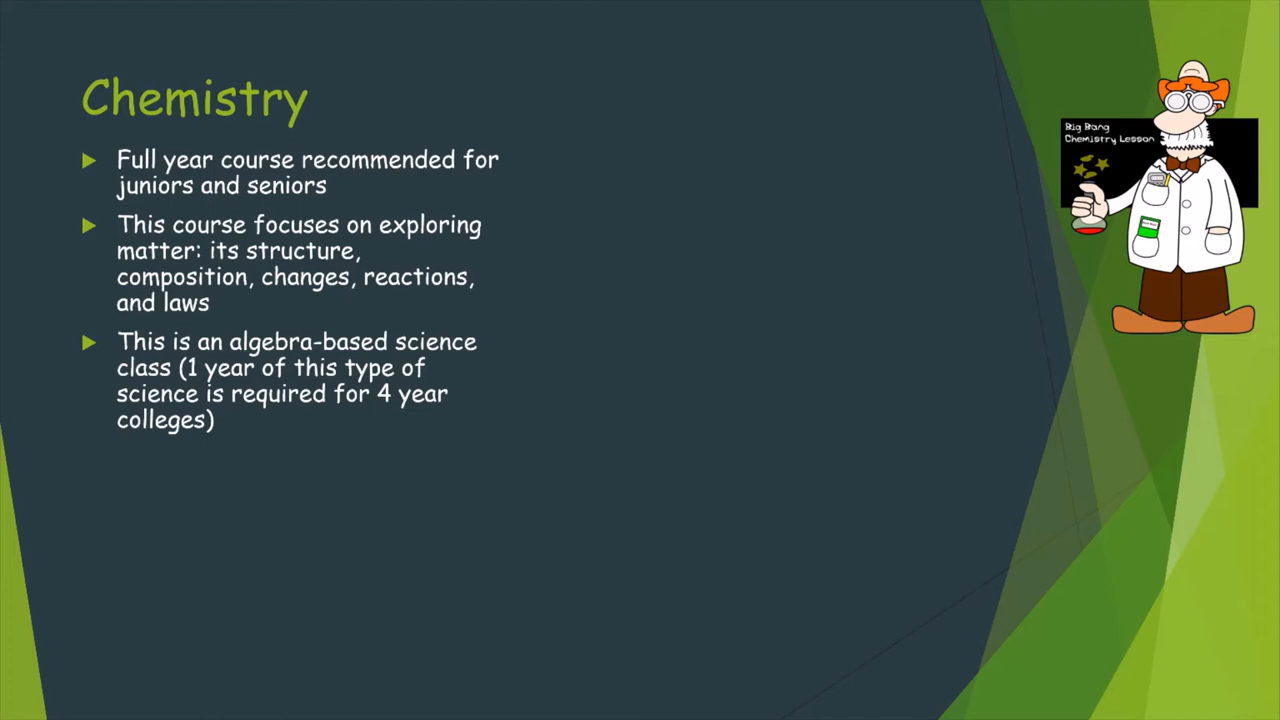 Chemistry
Full year course recommended for
juniors and seniors
This course focuses on exploring
matter: its structure,
composition, changes, reactions,
and laws
This is an algebra-based science
class (1 year of this type of
science is required for 4 year
colleges)
Big Bang
Chemistry Lesson